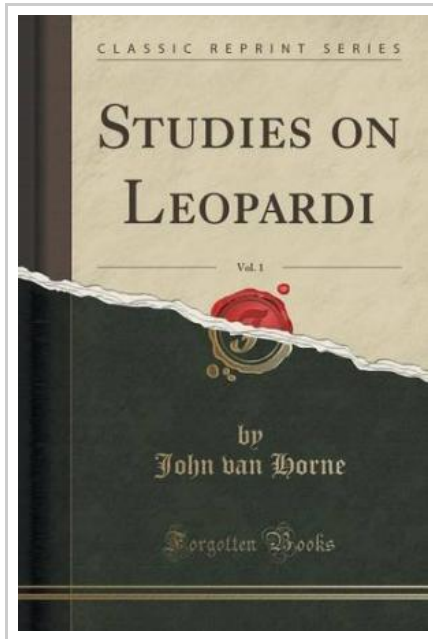 CLASSIC REPRINT SERIES
STUDIES ON
LEOPARDI
Vol. 1
by
John van Horne
Forgotten Books